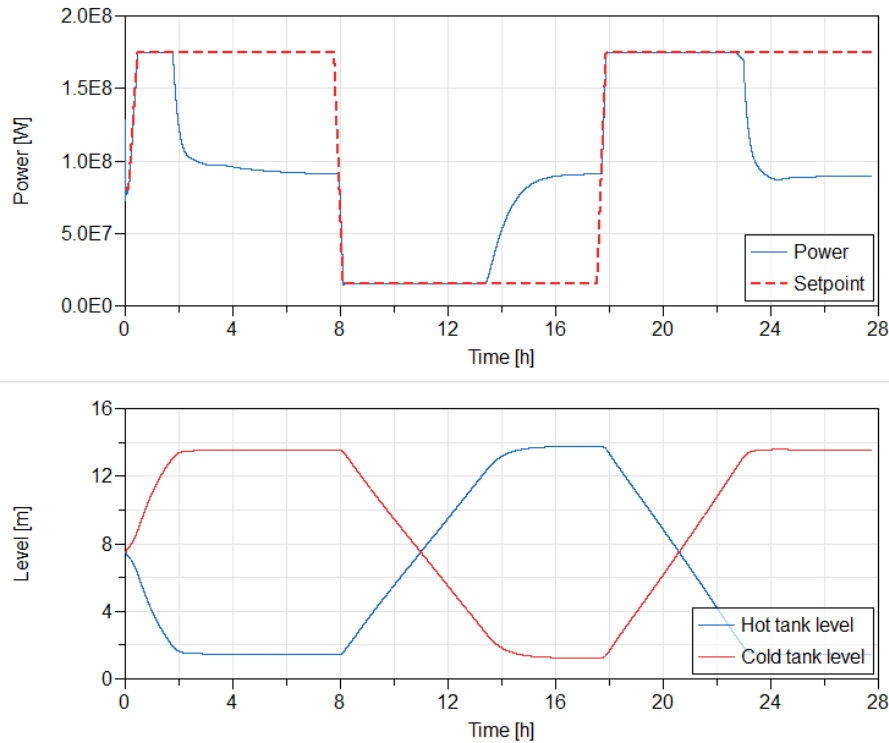 2.0E8
1.5E8
1.0E8
5.0E7
0.0E0
Power [W]
0 4 8 12 16 20 24 28
Time [h]
Power
Setpoint
16
12
8
4
0
Level [m]
0 4 8 12 16 20 24 28
Time [h]
Hot tank level
Cold tank level